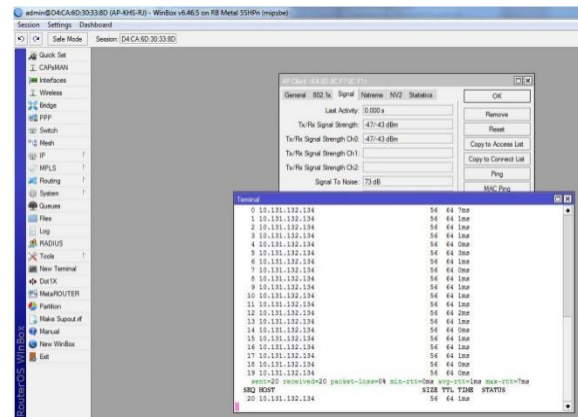 admin@D4:CA:6D:30:33:8D (AP-KHS-RJ) - WinBox v6.46.5 on RB Metal 5SHPn (mipsbe)
Session Settings Dashboard
Safe Mode Session: D4:CA:6D:30:33:8D
Quick Set
CAPsMAN
Interfaces
Wireless
Bridge
PPP
Switch
Mesh
IP
MPLS
Routing
System
Queues
Files
Log
RADIUS
Tools
New Terminal
Dot1X
MetaROUTER
Partition
Make Supout.rif
Manual
New WinBox
Exit
RouterOS WinBox
AP Client
General 802.1x Signal Nstreme NV2 Statistics
Last Activity: 0.000 s
Tx/Rx Signal Strength: -47/-43 dBm
Tx/Rx Signal Strength Ch0: -47/-43 dBm
Tx/Rx Signal Strength Ch1:
Tx/Rx Signal Strength Ch2:
Signal To Noise: 73 dB
OK
Remove
Reset
Copy to Access List
Copy to Connect List
Ping
MAC Ping
Terminal
0 10.131.132.134 56 64 7ms
1 10.131.132.134 56 64 1ms
2 10.131.132.134 56 64 1ms
3 10.131.132.134 56 64 1ms
4 10.131.132.134 56 64 0ms
5 10.131.132.134 56 64 3ms
6 10.131.132.134 56 64 1ms
7 10.131.132.134 56 64 0ms
8 10.131.132.134 56 64 0ms
9 10.131.132.134 56 64 1ms
10 10.131.132.134 56 64 1ms
11 10.131.132.134 56 64 1ms
12 10.131.132.134 56 64 2ms
13 10.131.132.134 56 64 1ms
14 10.131.132.134 56 64 0ms
15 10.131.132.134 56 64 0ms
16 10.131.132.134 56 64 1ms
17 10.131.132.134 56 64 1ms
18 10.131.132.134 56 64 0ms
19 10.131.132.134 56 64 0ms
sent=20 received=20 packet-loss=0% min-rtt=0ms avg-rtt=1ms max-rtt=7ms
SEQ HOST SIZE TTL TIME STATUS
20 10.131.132.134 56 64 1ms